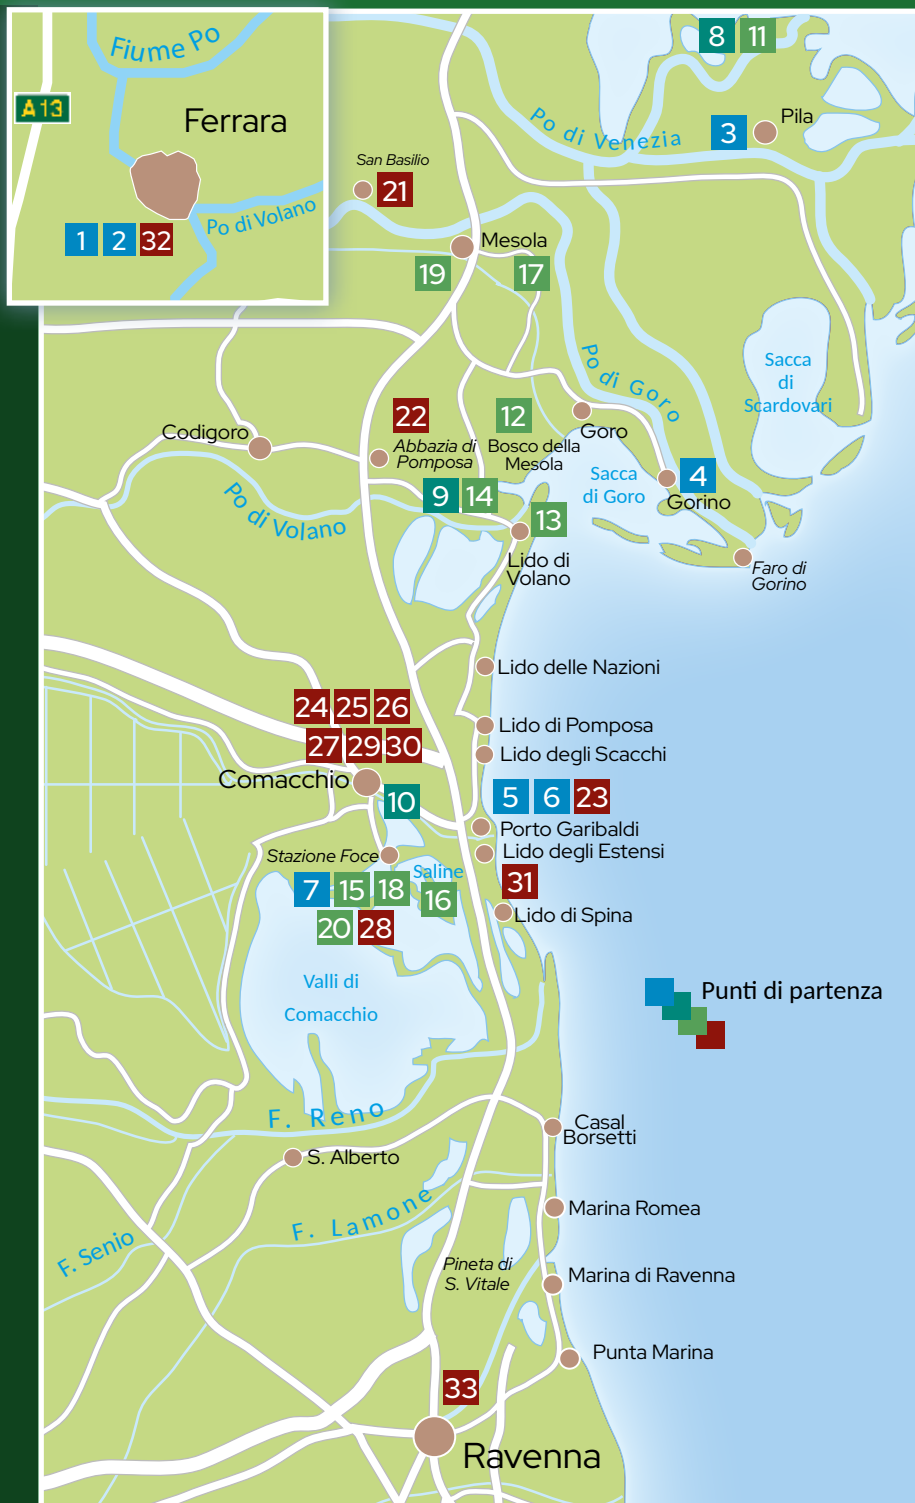 Fiume Po
A13
Ferrara
Po di Volano
1 2 32
8 11
Po di Venezia
3
Pila
San Basilio
21
Mesola
19
17
Po di Goro
Sacca
di
Scardovari
22
12
Codigoro
Abbazia di
Pomposa
Bosco della
Mesola
Goro
Sacca
di Goro
4
Gorino
9 14
13
Po di Volano
Lido di
Volano
Faro di
Gorino
Lido delle Nazioni
24 25 26
27 29 30
Lido di Pomposa
Lido degli Scacchi
Comacchio
10
5 6 23
Porto Garibaldi
Lido degli Estensi
Stazione Foce
Saline
7 15 18
16
31
20 28
Lido di Spina
Valli di
Comacchio
Punti di partenza
F. Reno
Casal
Borsetti
S. Alberto
F. Lamone
Marina Romea
F. Senio
Pineta di
S. Vitale
Marina di Ravenna
Punta Marina
33
Ravenna